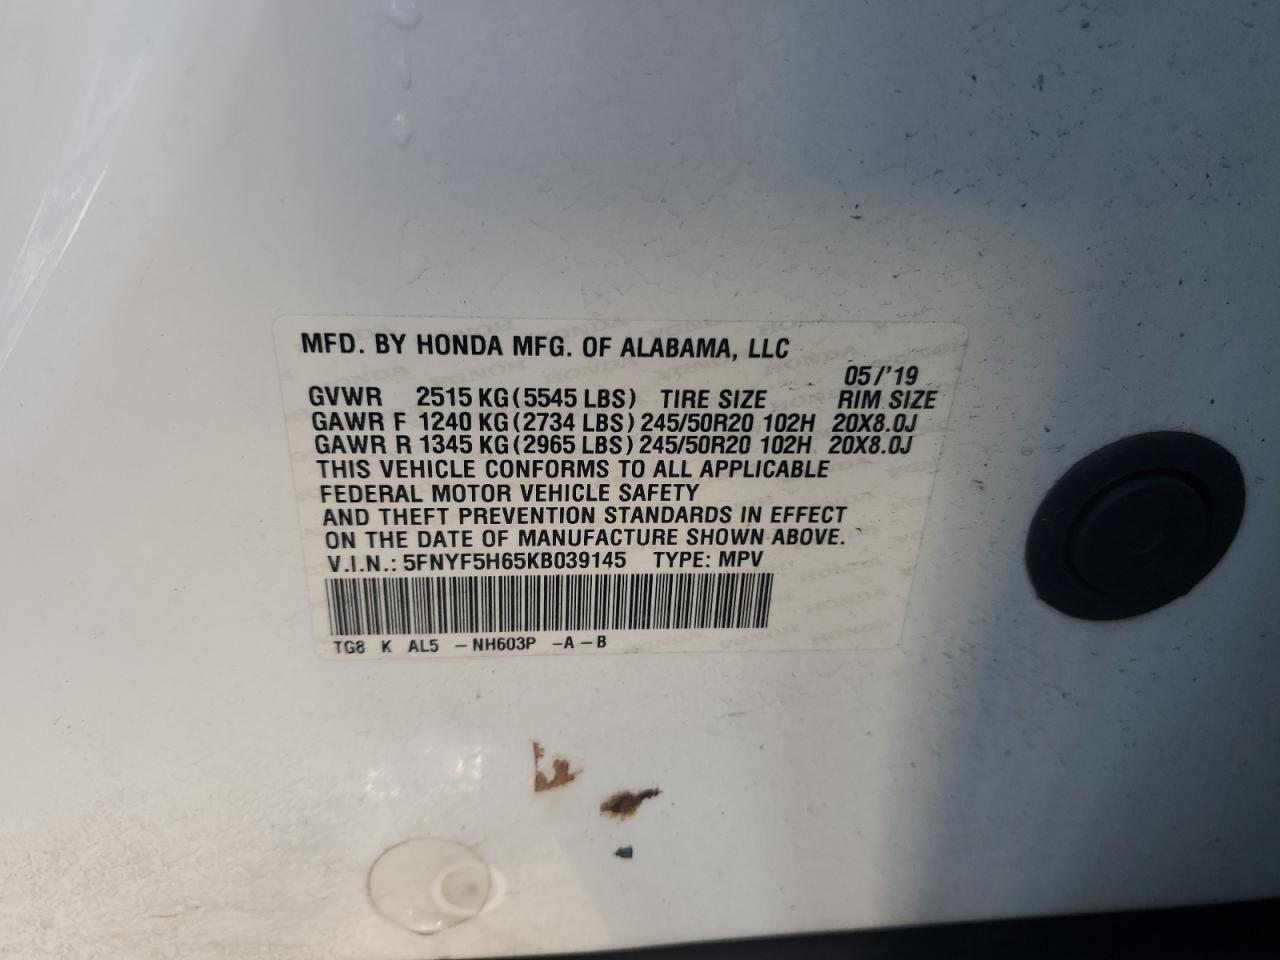 MFD. BY HONDA MFG. OF ALABAMA, LLC
05/'19
GVWR 2515 KG (5545 LBS) TIRE SIZE RIM SIZE
GAWR F 1240 KG (2734 LBS) 245/50R20 102H 20X8.0J
GAWR R 1345 KG (2965 LBS) 245/50R20 102H 20X8.0J
THIS VEHICLE CONFORMS TO ALL APPLICABLE
FEDERAL MOTOR VEHICLE SAFETY
AND THEFT PREVENTION STANDARDS IN EFFECT
ON THE DATE OF MANUFACTURE SHOWN ABOVE.
V.I.N.: 5FNYF5H65KB039145 TYPE: MPV
TG8 K AL5 - NH603P - A - B